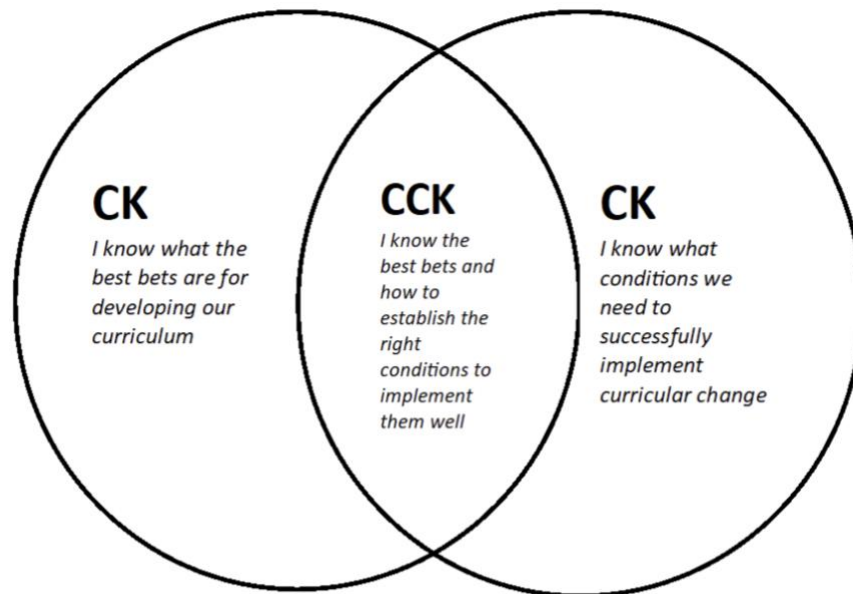 CK
I know what the
best bets are for
developing our
curriculum
CCK
I know the
best bets and
how to
establish the
right
conditions to
implement
them well
CK
I know what
conditions we
need to
successfully
implement
curricular change